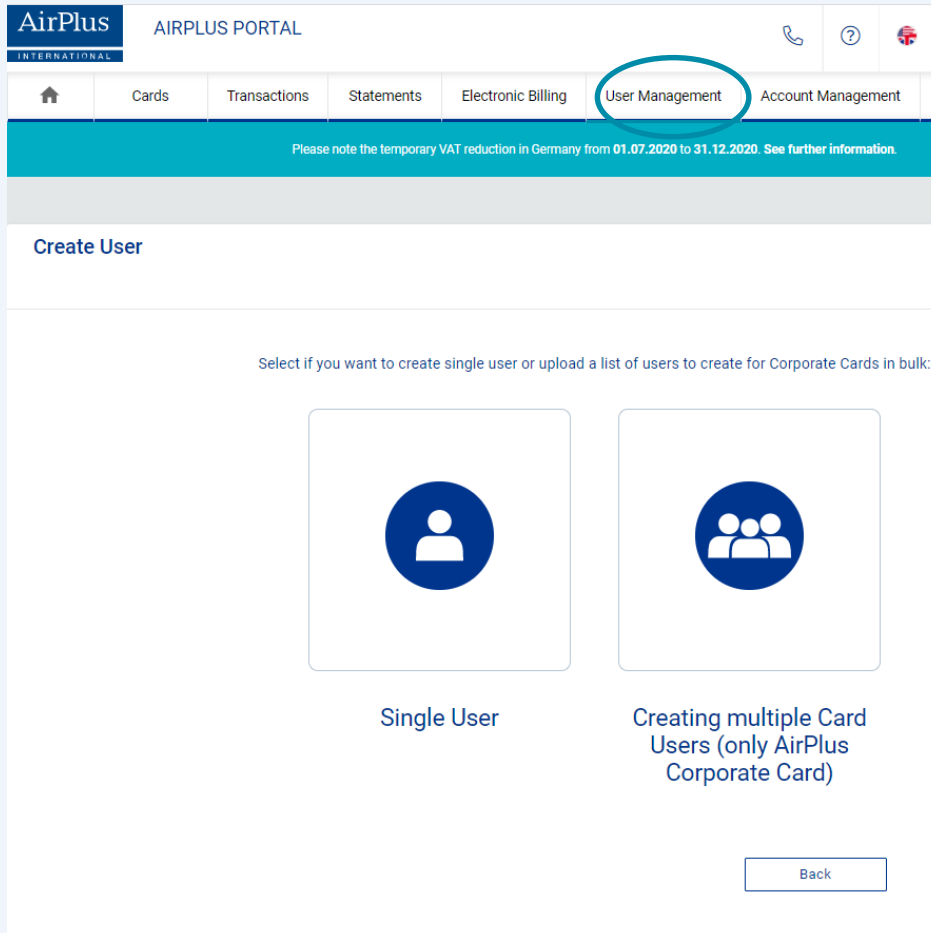 AirPlus
INTERNATIONAL
AIRPLUS PORTAL
Cards Transactions Statements Electronic Billing User Management Account Management
Please note the temporary VAT reduction in Germany from 01.07.2020 to 31.12.2020. See further information.
Create User
Select if you want to create single user or upload a list of users to create for Corporate Cards in bulk:
Single User
Creating multiple Card
Users (only AirPlus
Corporate Card)
Back